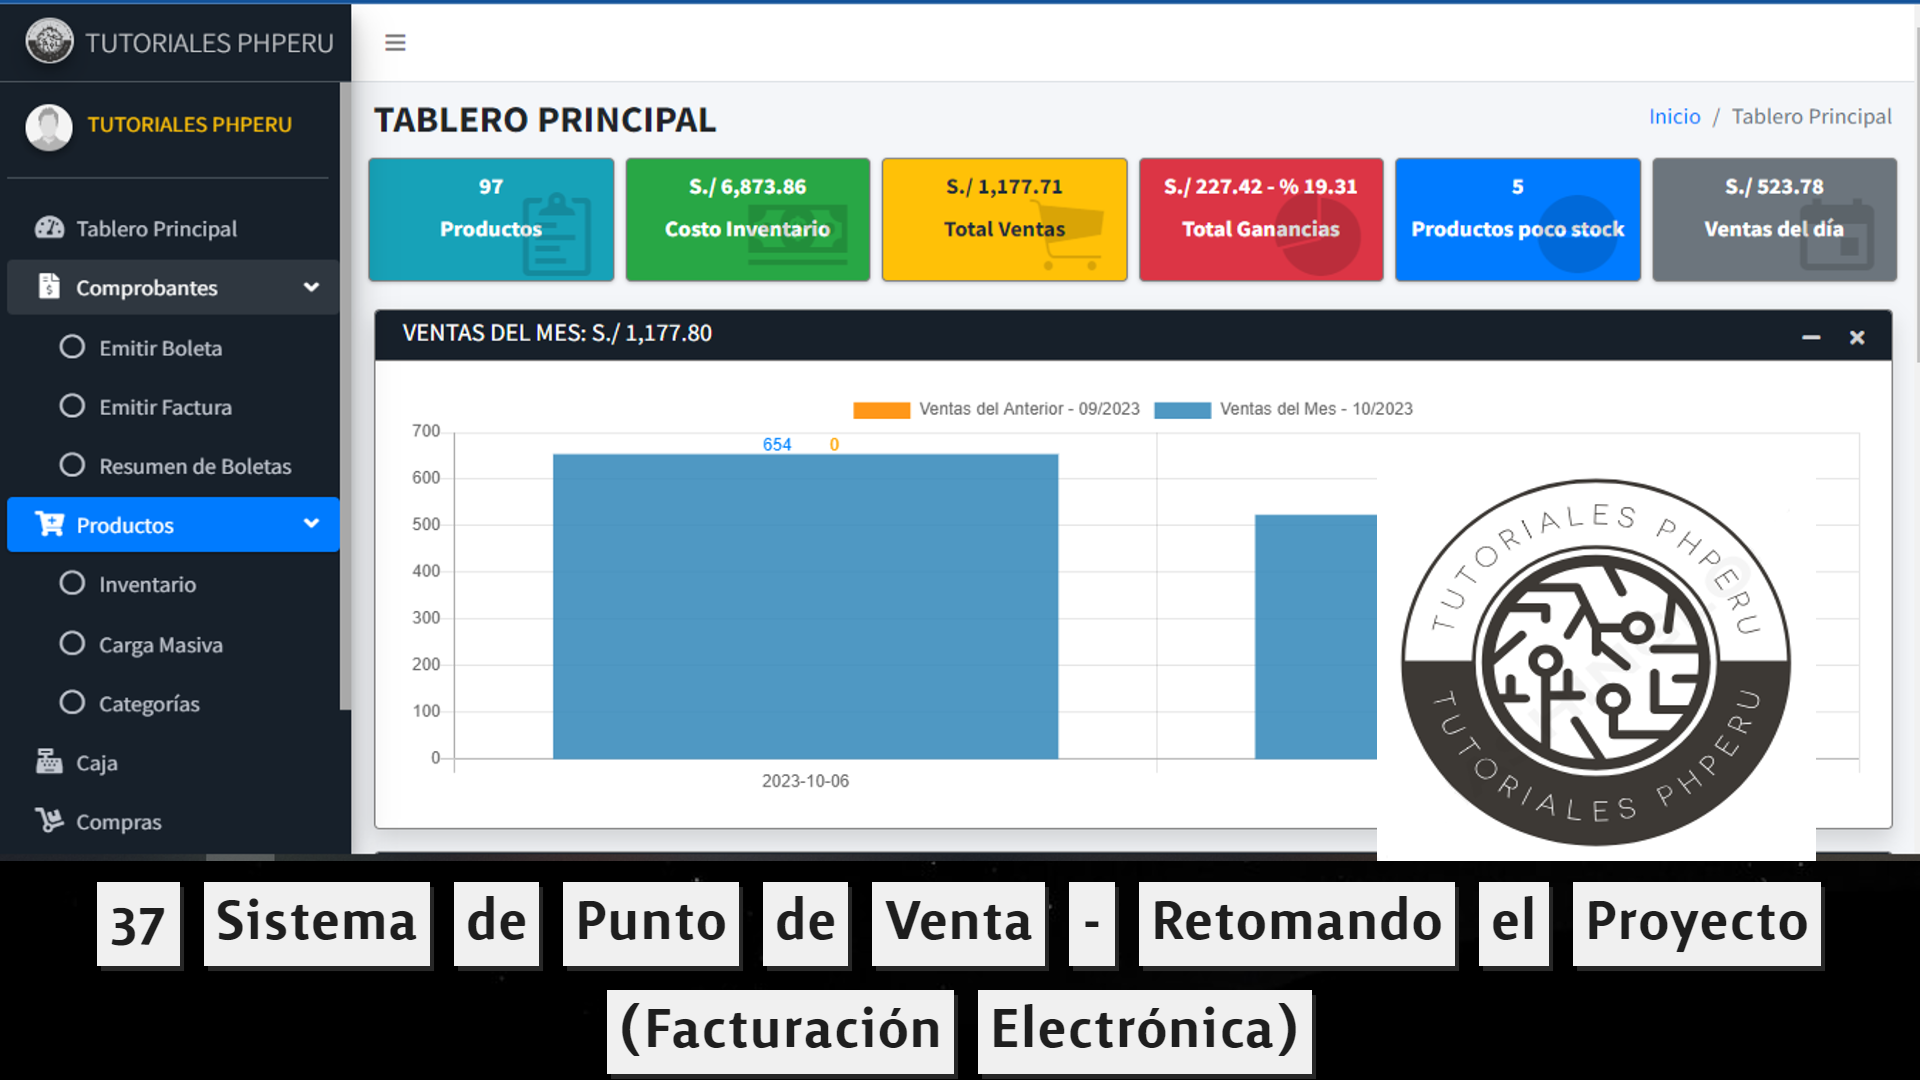 TUTORIALES PHPERU
TUTORIALES PHPERU
Tablero Principal
Comprobantes
Emitir Boleta
Emitir Factura
Resumen de Boletas
Productos
Inventario
Carga Masiva
Categorías
Caja
Compras
TABLERO PRINCIPAL
Inicio / Tablero Principal
97
Productos
S./ 6,873.86
Costo Inventario
S./ 1,177.71
Total Ventas
S./ 227.42 - % 19.31
Total Ganancias
5
Productos poco stock
S./ 523.78
Ventas del día
VENTAS DEL MES: S./ 1,177.80
Ventas del Anterior - 09/2023
Ventas del Mes - 10/2023
700
600
500
400
300
200
100
0
654 0
2023-10-06
TUTORIALES PHPERU
TUTORIALES PHPERU
37 Sistema de Punto de Venta - Retomando el Proyecto
(Facturación Electrónica)